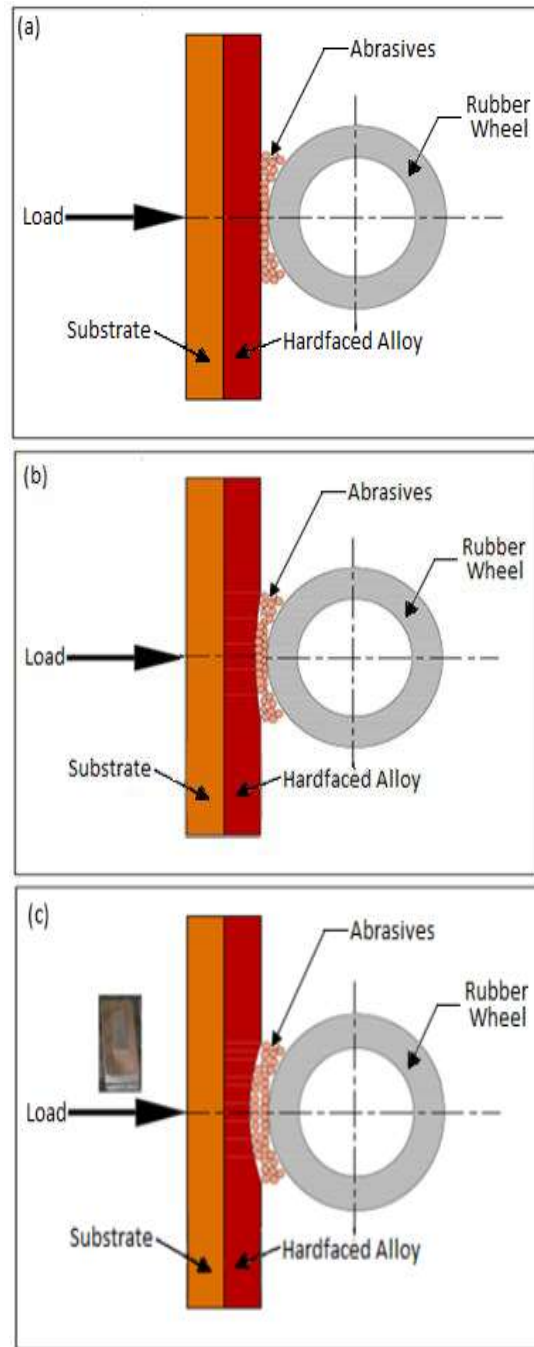 (a)
Abrasives
Rubber
Wheel
Load
Substrate
Hardfaced Alloy
(b)
Abrasives
Rubber
Wheel
Load
Substrate
Hardfaced Alloy
(c)
Abrasives
Rubber
Wheel
Load
Substrate
Hardfaced Alloy